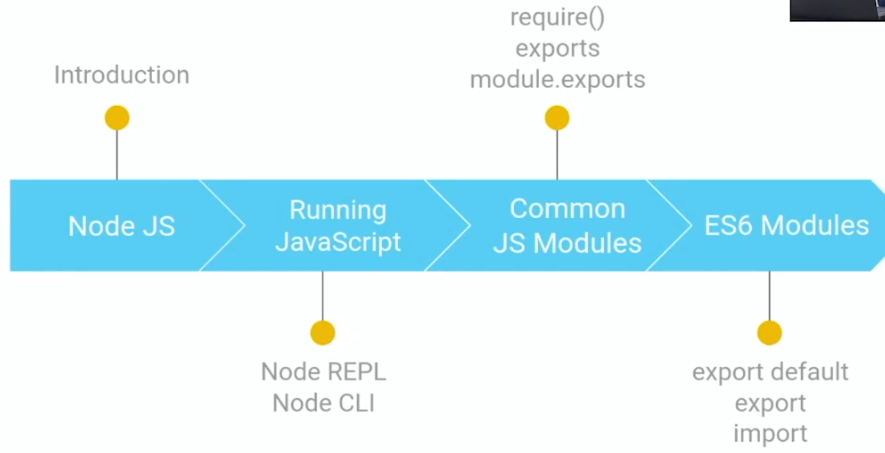 Introduction
require()
exports
module.exports
Node JS
Running
JavaScript
Common
JS Modules
ES6 Modules
Node REPL
Node CLI
export default
export
import